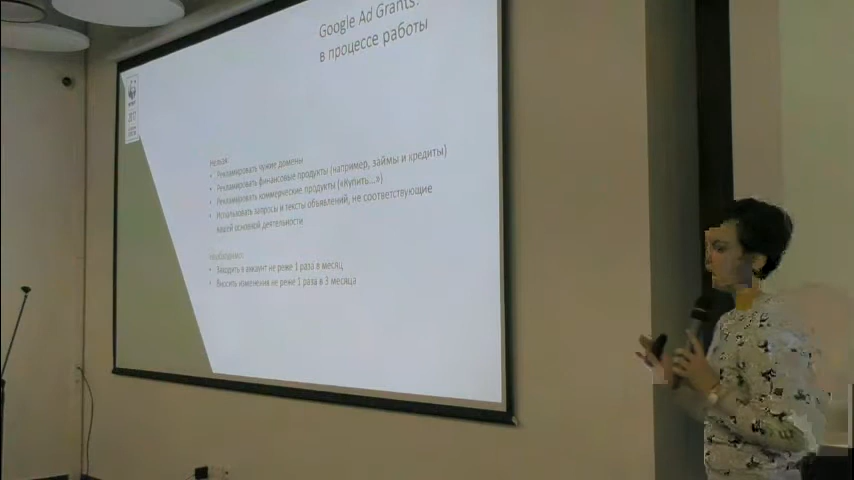 Google Ad Grants:
в процессе работы
Нельзя:
• Рекламировать чужие домены
• Рекламировать финансовые продукты (например, займы и кредиты)
• Рекламировать коммерческие продукты («Купить...»)
• Использовать запросы и тексты объявлений, не соответствующие
вашей основной деятельности
Необходимо:
• Заходить в аккаунт не реже 1 раза в месяц
• Вносить изменения не реже 1 раза в 3 месяца